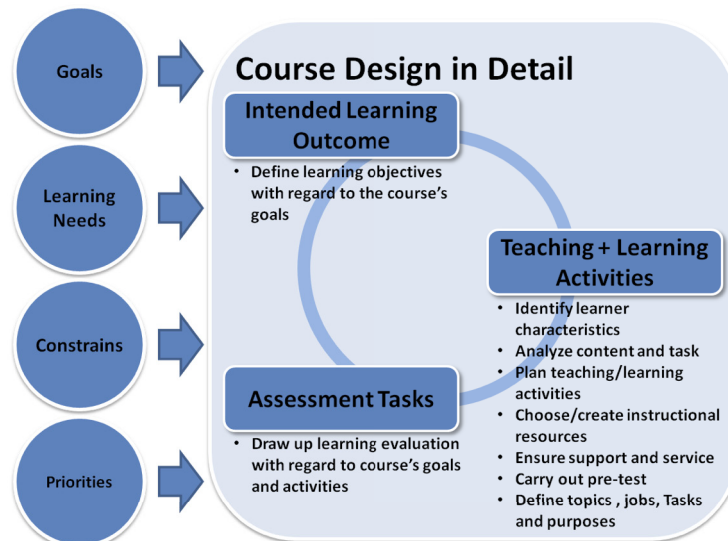 Goals
Learning
Needs
Constrains
Priorities
Course Design in Detail
Intended Learning
Outcome
• Define learning objectives
with regard to the course's
goals
Teaching + Learning
Activities
• Identify learner
characteristics
• Analyze content and task
• Plan teaching/learning
activities
• Choose/create instructional
resources
• Ensure support and service
• Carry out pre-test
• Define topics , jobs, Tasks
and purposes
Assessment Tasks
• Draw up learning evaluation
with regard to course's goals
and activities